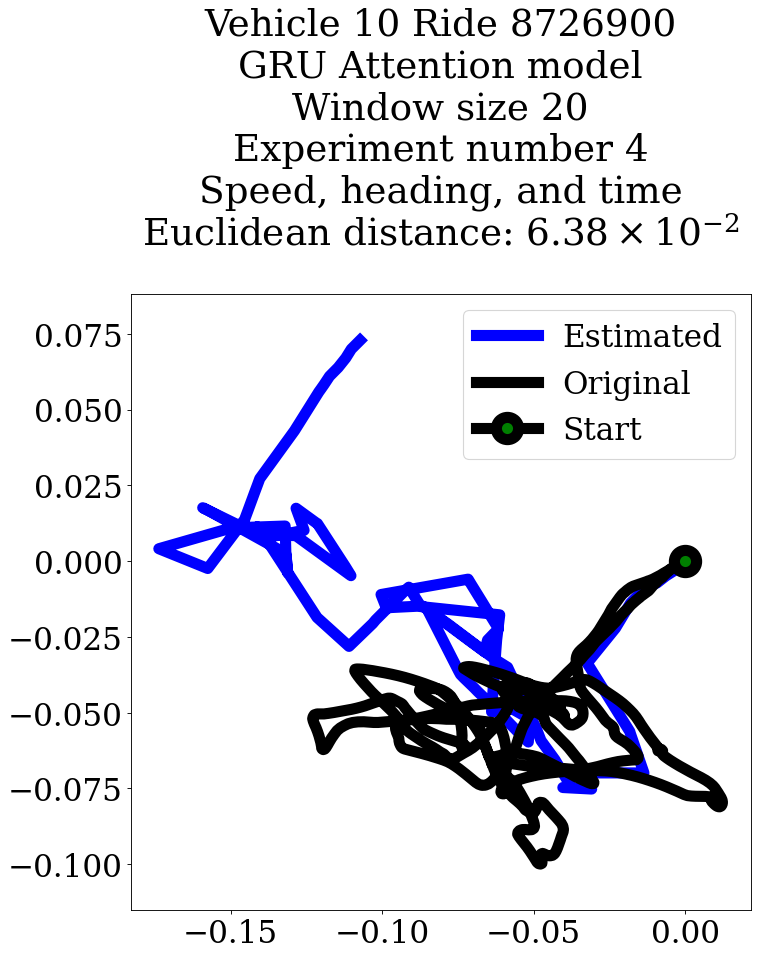 Vehicle 10 Ride 8726900
GRU Attention model
Window size 20
Experiment number 4
Speed, heading, and time
Euclidean distance: 6.38 × 10⁻²
Estimated
Original
Start
0.075
0.050
0.025
0.000
−0.025
−0.050
−0.075
−0.100
−0.15 −0.10 −0.05 0.00